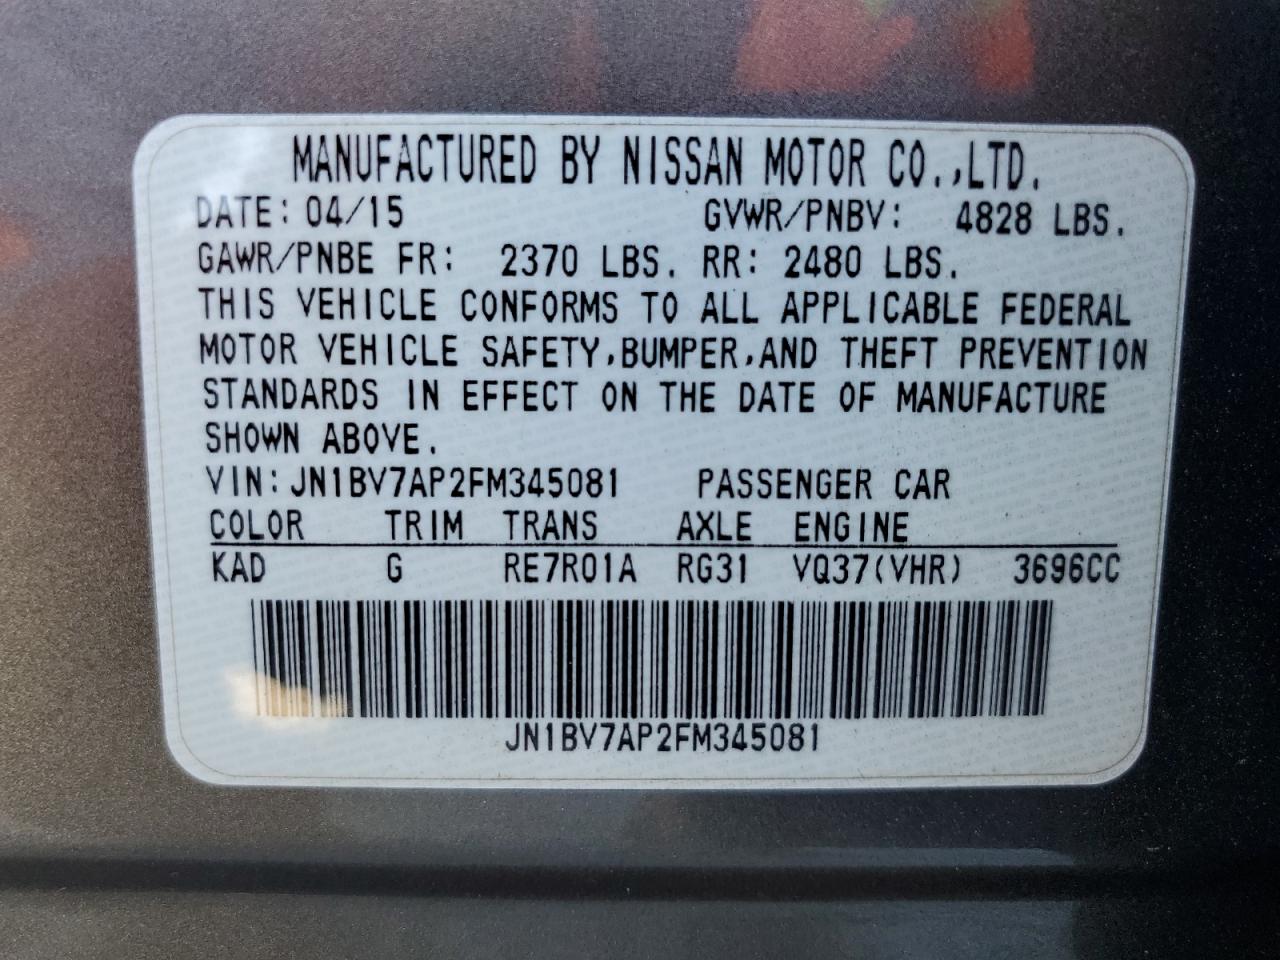 MANUFACTURED BY NISSAN MOTOR CO.,LTD.
DATE: 04/15 GVWR/PNBV: 4828 LBS.
GAWR/PNBE FR: 2370 LBS. RR: 2480 LBS.
THIS VEHICLE CONFORMS TO ALL APPLICABLE FEDERAL
MOTOR VEHICLE SAFETY,BUMPER,AND THEFT PREVENTION
STANDARDS IN EFFECT ON THE DATE OF MANUFACTURE
SHOWN ABOVE.
VIN: JN1BV7AP2FM345081 PASSENGER CAR
COLOR TRIM TRANS AXLE ENGINE
KAD G RE7R01A RG31 VQ37(VHR) 3696CC
JN1BV7AP2FM345081